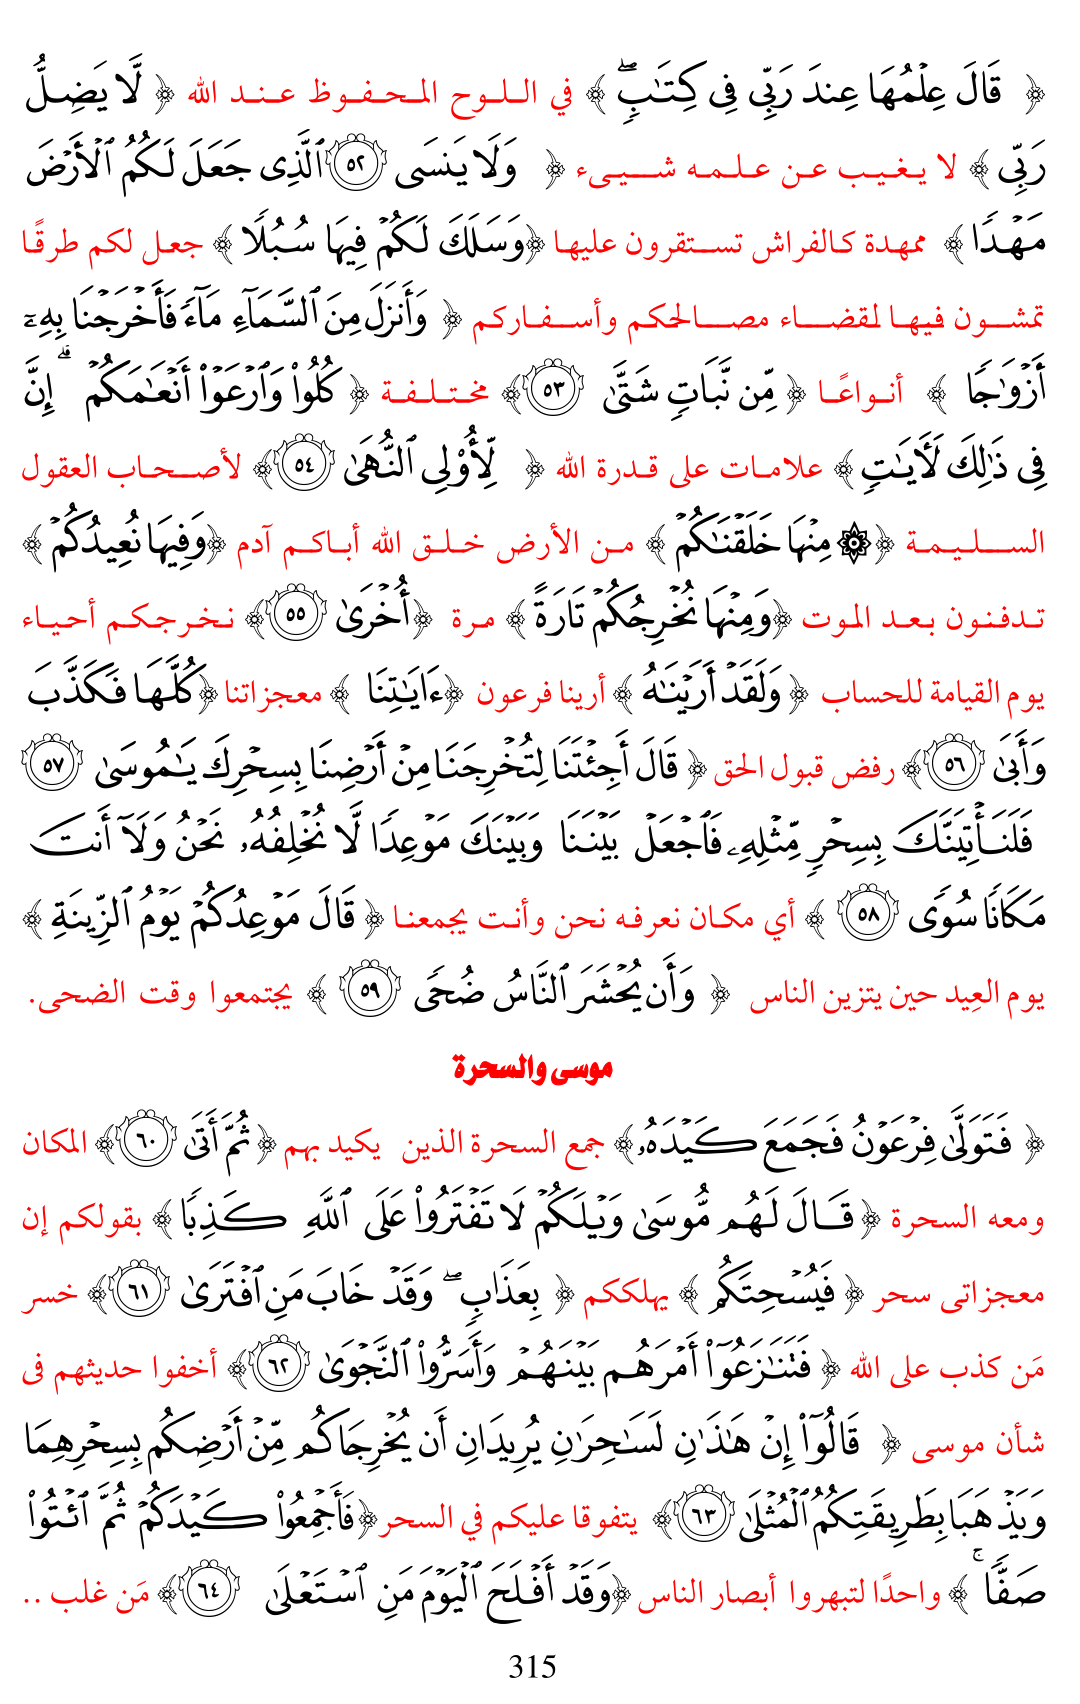 ﴿ قَالَ عِلْمُهَا عِندَ رَبِّى فِى كِتَٰبٍۖ ﴾ في اللوح المحفوظ عند الله ﴿ لَّا يَضِلُّ
رَبِّى ﴾ لا يغيب عن علمه شيىء ﴿ وَلَا يَنسَى ٥٢ ٱلَّذِى جَعَلَ لَكُمُ ٱلْأَرْضَ
مَهْدًا ﴾ ممهدة كالفراش تستقرون عليها ﴿وَسَلَكَ لَكُمْ فِيهَا سُبُلًا ﴾ جعل لكم طرقًا
تمشون فيها لقضاء مصالحكم وأسفاركم ﴿ وَأَنزَلَ مِنَ ٱلسَّمَآءِ مَآءً فَأَخْرَجْنَا بِهِۦٓ
أَزْوَٰجًا ﴾ أنواعًا ﴿ مِّن نَّبَاتٍ شَتَّىٰ ٥٣ ﴾ مختلفة ﴿ كُلُوا۟ وَٱرْعَوْا۟ أَنْعَٰمَكُمْ ۗ إِنَّ
فِى ذَٰلِكَ لَأَيَٰتٍ ﴾ علامات على قدرة الله ﴿ لِّأُو۟لِى ٱلنُّهَىٰ ٥٤ ﴾ لأصحاب العقول
السليمة ﴿۞ مِنْهَا خَلَقْنَٰكُمْ ﴾ من الأرض خلق الله أباكم آدم ﴿وَفِيهَا نُعِيدُكُمْ ﴾
تدفنون بعد الموت ﴿وَمِنْهَا نُخْرِجُكُمْ تَارَةً ﴾ مرة ﴿أُخْرَىٰ ٥٥ ﴾ نخرجكم أحياء
يوم القيامة للحساب ﴿ وَلَقَدْ أَرَيْنَٰهُ ﴾ أرينا فرعون ﴿ءَايَٰتِنَا ﴾ معجزاتنا ﴿كُلَّهَا فَكَذَّبَ
وَأَبَىٰ ٥٦ ﴾ رفض قبول الحق ﴿ قَالَ أَجِئْتَنَا لِتُخْرِجَنَا مِنْ أَرْضِنَا بِسِحْرِكَ يَٰمُوسَىٰ ٥٧
فَلَنَأْتِيَنَّكَ بِسِحْرٍ مِّثْلِهِۦ فَٱجْعَلْ بَيْنَنَا وَبَيْنَكَ مَوْعِدًا لَّا نُخْلِفُهُۥ نَحْنُ وَلَآ أَنتَ
مَكَانًا سُوًى ٥٨ ﴾ أي مكان نعرفه نحن وأنت يجمعنا ﴿ قَالَ مَوْعِدُكُمْ يَوْمُ ٱلزِّينَةِ ﴾
يوم العِيد حين يتزين الناس ﴿ وَأَن يُحْشَرَ ٱلنَّاسُ ضُحًى ٥٩ ﴾ يجتمعوا وقت الضحى.
موسى والسحرة
﴿ فَتَوَلَّىٰ فِرْعَوْنُ فَجَمَعَ كَيْدَهُۥ ﴾ جمع السحرة الذين يكيد بهم ﴿ ثُمَّ أَتَىٰ ٦٠ ﴾ المكان
ومعه السحرة ﴿ قَالَ لَهُم مُّوسَىٰ وَيْلَكُمْ لَا تَفْتَرُوا۟ عَلَى ٱللَّهِ كَذِبًا ﴾ بقولكم إن
معجزاتى سحر ﴿ فَيُسْحِتَكُم ﴾ يهلككم ﴿ بِعَذَابٍۖ وَقَدْ خَابَ مَنِ ٱفْتَرَىٰ ٦١ ﴾ خسر
مَن كذب على الله ﴿ فَتَنَٰزَعُوٓا۟ أَمْرَهُم بَيْنَهُمْ وَأَسَرُّوا۟ ٱلنَّجْوَىٰ ٦٢ ﴾ أخفوا حديثهم فى
شأن موسى ﴿ قَالُوٓا۟ إِنْ هَٰذَٰنِ لَسَٰحِرَٰنِ يُرِيدَانِ أَن يُخْرِجَاكُم مِّنْ أَرْضِكُم بِسِحْرِهِمَا
وَيَذْهَبَا بِطَرِيقَتِكُمُ ٱلْمُثْلَىٰ ٦٣ ﴾ يتفوقا عليكم في السحر ﴿فَأَجْمِعُوا۟ كَيْدَكُمْ ثُمَّ ٱئْتُوا۟
صَفًّاۚ ﴾ واحدًا لتبهروا أبصار الناس ﴿وَقَدْ أَفْلَحَ ٱلْيَوْمَ مَنِ ٱسْتَعْلَىٰ ٦٤ ﴾ مَن غلب ..
315